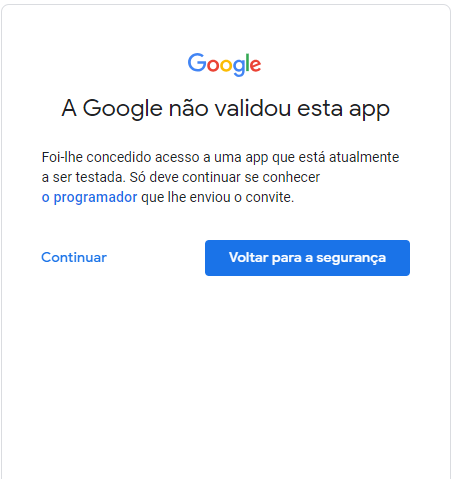 Google
A Google não validou esta app
Foi-lhe concedido acesso a uma app que está atualmente
a ser testada. Só deve continuar se conhecer
o programador que lhe enviou o convite.
Continuar
Voltar para a segurança